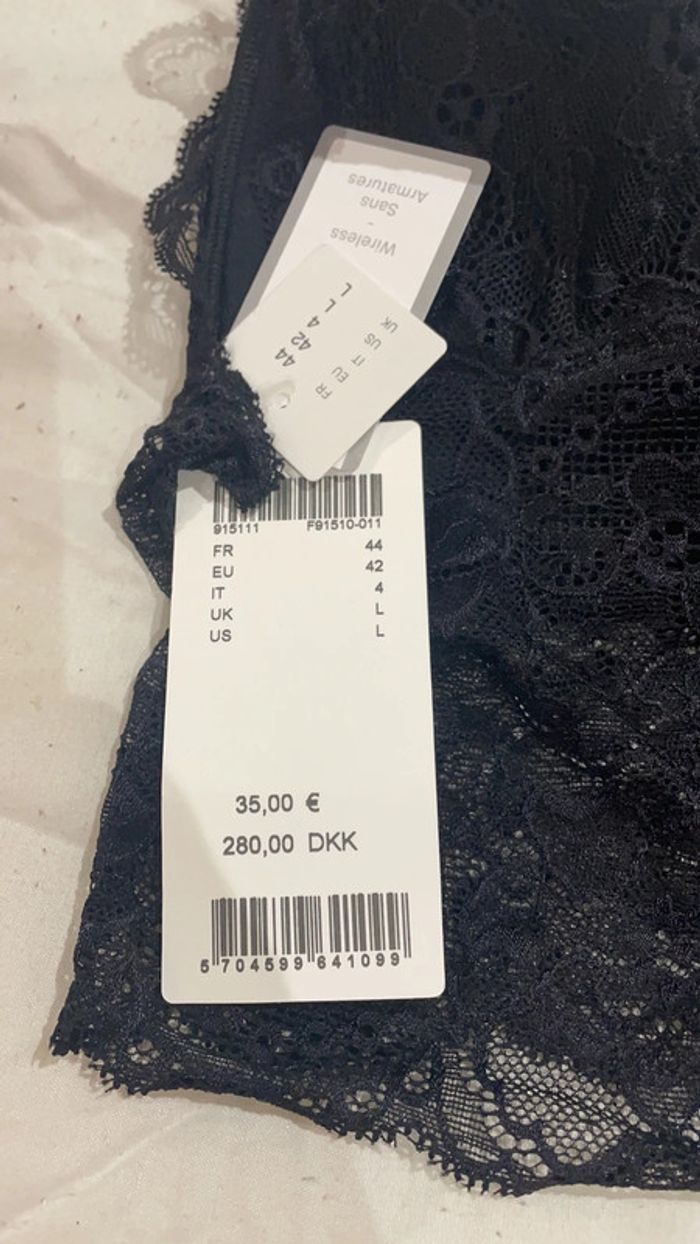 Wireless
-
Sans
Armatures
FR 44
EU 42
IT 4
US L
UK L
915111 F91510-011
FR 44
EU 42
IT 4
UK L
US L
35,00 €
280,00 DKK
5 704599 641099